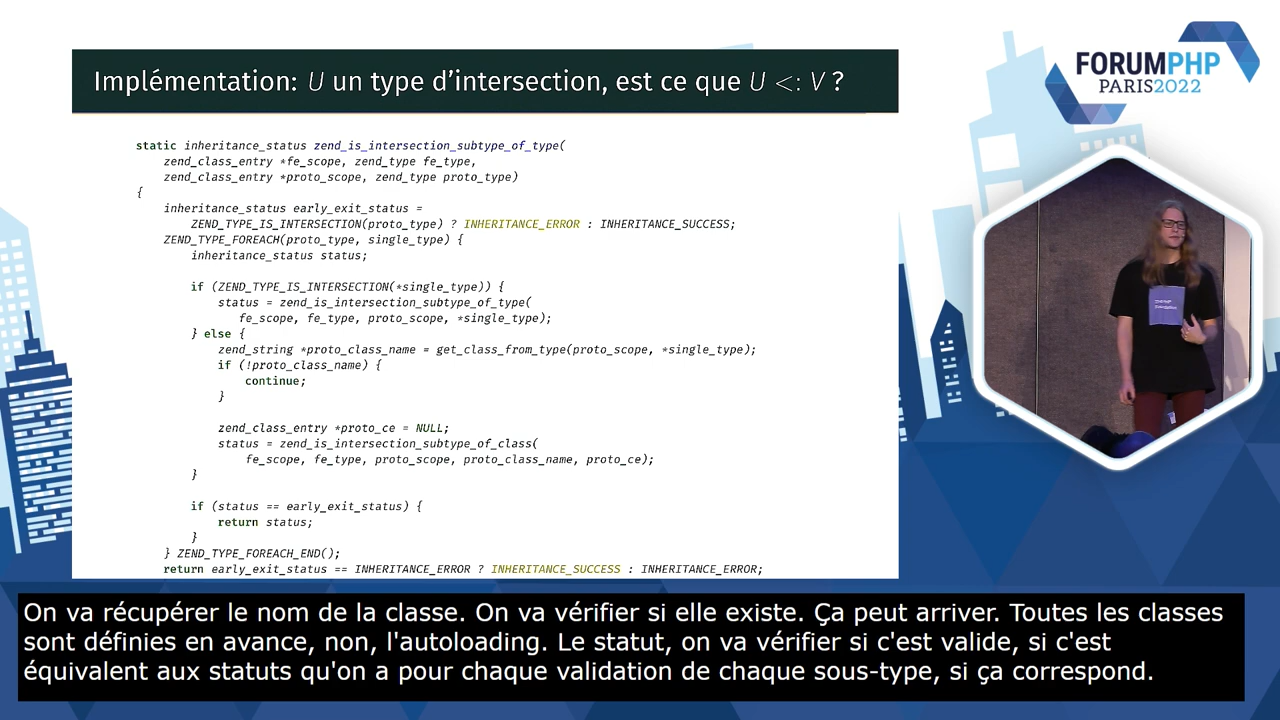 Implémentation: U un type d'intersection, est ce que U <: V ?
FORUMPHP
PARIS2022
static inheritance_status zend_is_intersection_subtype_of_type(
zend_class_entry *fe_scope, zend_type fe_type,
zend_class_entry *proto_scope, zend_type proto_type)
{
inheritance_status early_exit_status =
ZEND_TYPE_IS_INTERSECTION(proto_type) ? INHERITANCE_ERROR : INHERITANCE_SUCCESS;
ZEND_TYPE_FOREACH(proto_type, single_type) {
inheritance_status status;
if (ZEND_TYPE_IS_INTERSECTION(*single_type)) {
status = zend_is_intersection_subtype_of_type(
fe_scope, fe_type, proto_scope, *single_type);
} else {
zend_string *proto_class_name = get_class_from_type(proto_scope, *single_type);
if (!proto_class_name) {
continue;
}
zend_class_entry *proto_ce = NULL;
status = zend_is_intersection_subtype_of_class(
fe_scope, fe_type, proto_scope, proto_class_name, proto_ce);
}
if (status == early_exit_status) {
return status;
}
} ZEND_TYPE_FOREACH_END();
return early_exit_status == INHERITANCE_ERROR ? INHERITANCE_SUCCESS : INHERITANCE_ERROR;
On va récupérer le nom de la classe. On va vérifier si elle existe. Ça peut arriver. Toutes les classes
sont définies en avance, non, l'autoloading. Le statut, on va vérifier si c'est valide, si c'est
équivalent aux statuts qu'on a pour chaque validation de chaque sous-type, si ça correspond.